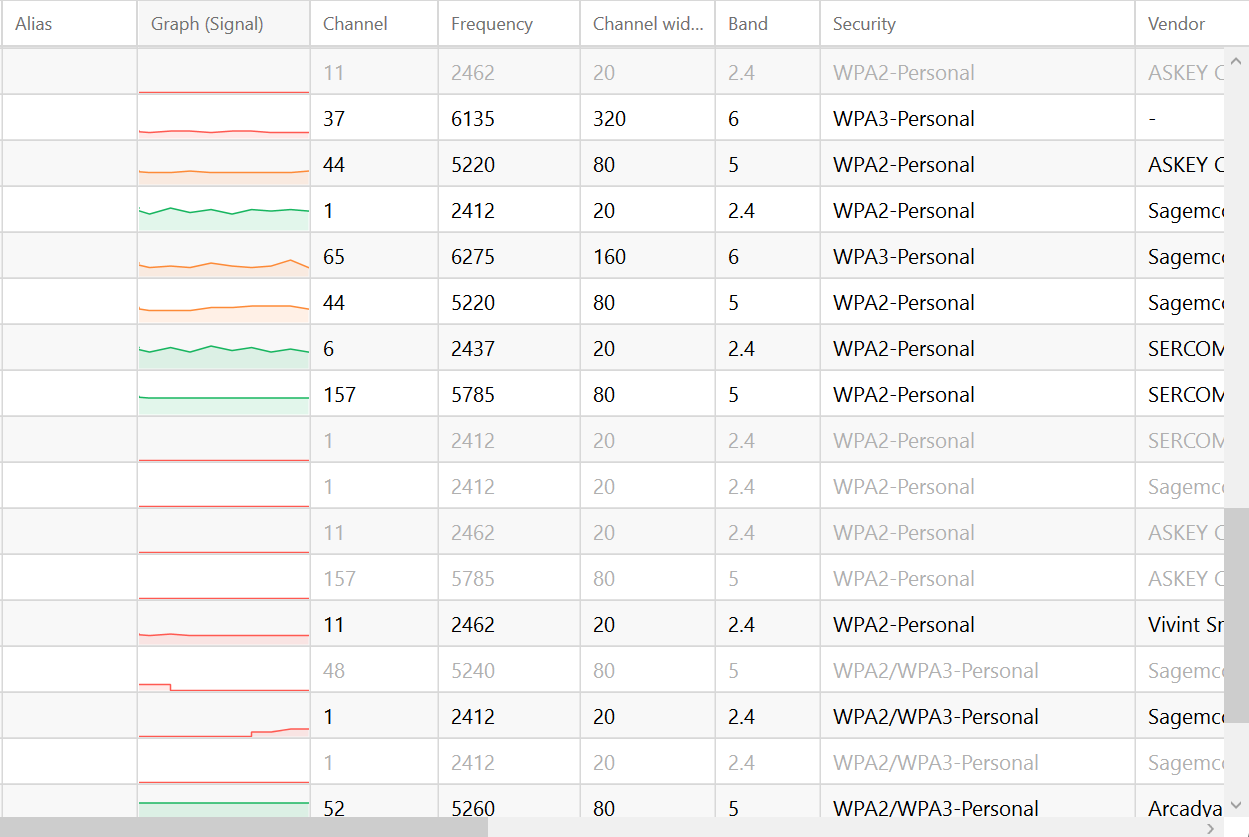 Alias Graph (Signal) Channel Frequency Channel wid... Band Security Vendor
11 2462 20 2.4 WPA2-Personal ASKEY C
37 6135 320 6 WPA3-Personal -
44 5220 80 5 WPA2-Personal ASKEY C
1 2412 20 2.4 WPA2-Personal Sagemc
65 6275 160 6 WPA3-Personal Sagemc
44 5220 80 5 WPA2-Personal Sagemc
6 2437 20 2.4 WPA2-Personal SERCOM
157 5785 80 5 WPA2-Personal SERCOM
1 2412 20 2.4 WPA2-Personal SERCOM
1 2412 20 2.4 WPA2-Personal Sagemc
11 2462 20 2.4 WPA2-Personal ASKEY C
157 5785 80 5 WPA2-Personal ASKEY C
11 2462 20 2.4 WPA2-Personal Vivint Sr
48 5240 80 5 WPA2/WPA3-Personal Sagemc
1 2412 20 2.4 WPA2/WPA3-Personal Sagemc
1 2412 20 2.4 WPA2/WPA3-Personal Sagemc
52 5260 80 5 WPA2/WPA3-Personal Arcadya